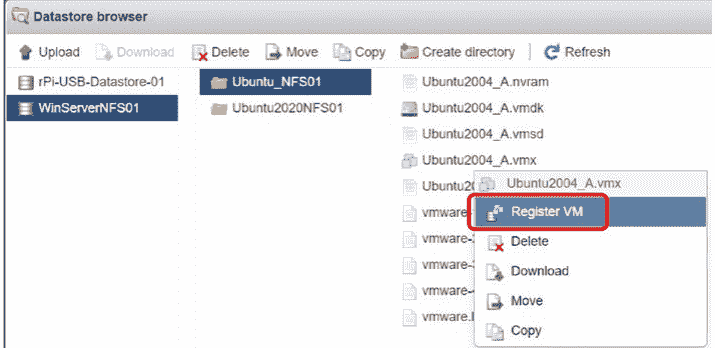 Datastore browser
Upload Download Delete Move Copy Create directory Refresh
rPi-USB-Datastore-01
WinServerNFS01
Ubuntu_NFS01
Ubuntu2020NFS01
Ubuntu2004_A.nvram
Ubuntu2004_A.vmdk
Ubuntu2004_A.vmsd
Ubuntu2004_A.vmx
Ubuntu2004_A.vmx
Register VM
Delete
Download
Move
Copy